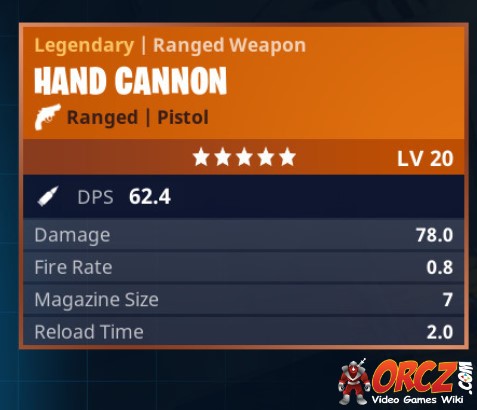 Legendary | Ranged Weapon
HAND CANNON
Ranged | Pistol
LV 20
DPS 62.4
Damage 78.0
Fire Rate 0.8
Magazine Size 7
Reload Time 2.0
ORCZ.COM
Video Games Wiki